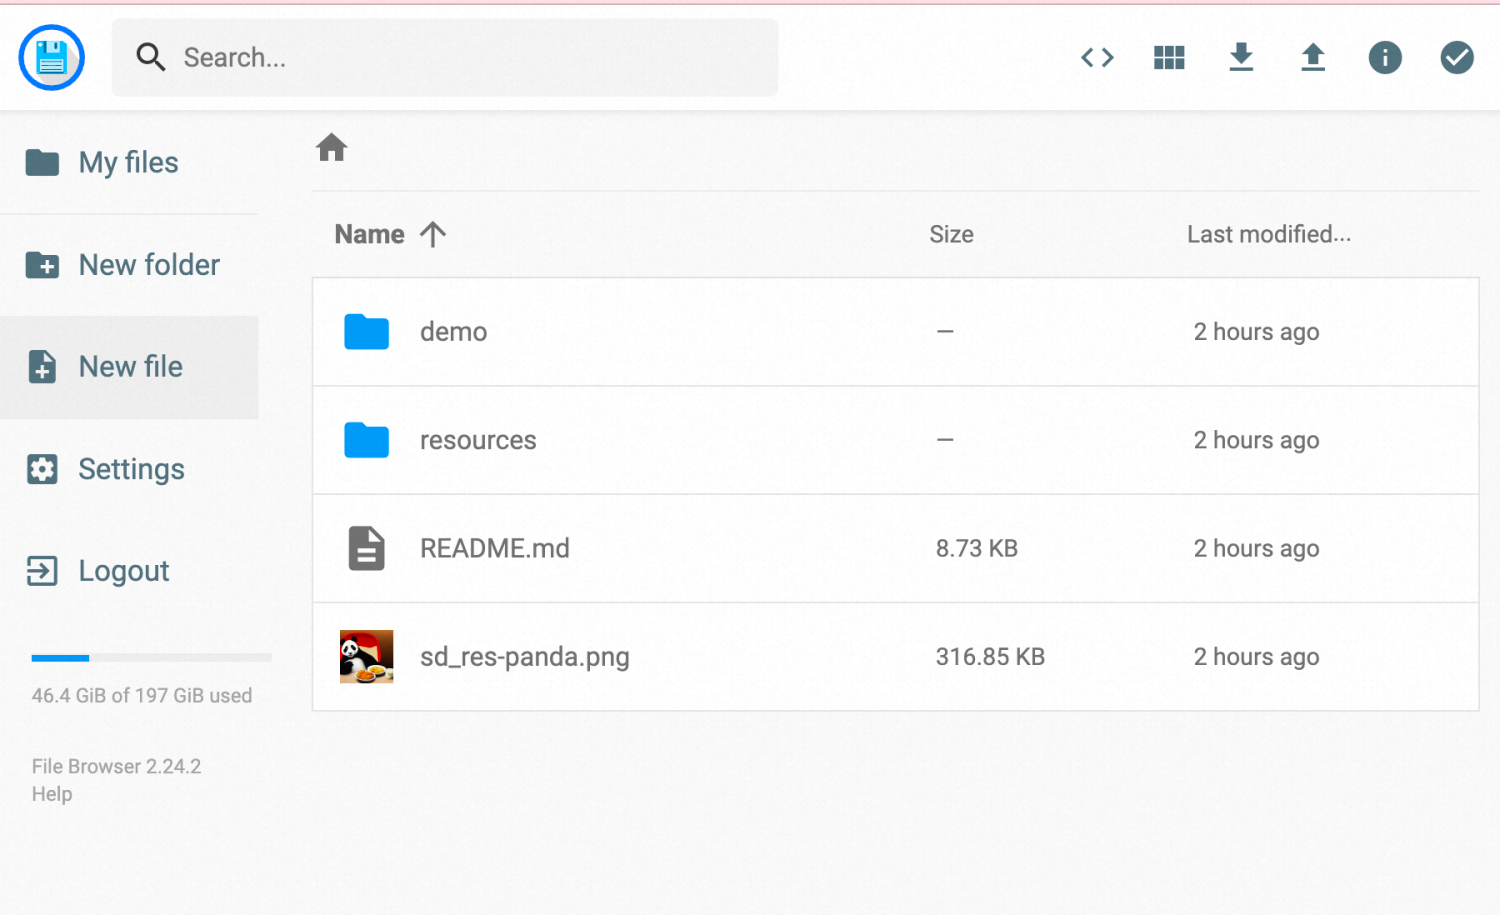 Search...
My files
New folder
New file
Settings
Logout
46.4 GiB of 197 GiB used
File Browser 2.24.2
Help
Name Size Last modified...
demo — 2 hours ago
resources — 2 hours ago
README.md 8.73 KB 2 hours ago
sd_res-panda.png 316.85 KB 2 hours ago